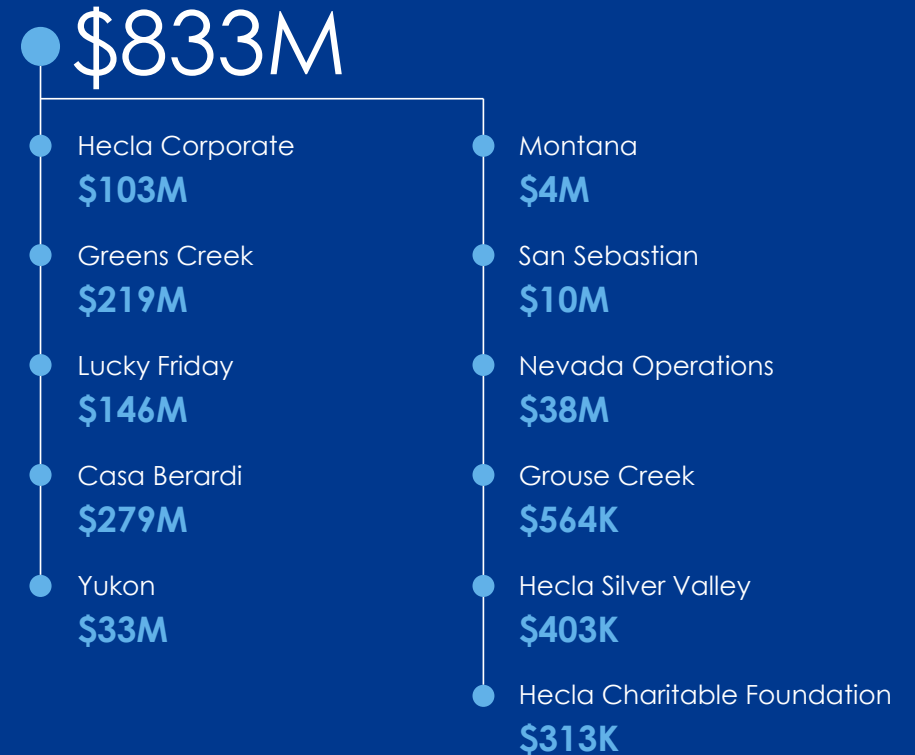 $833M
Hecla Corporate
$103M
Greens Creek
$219M
Lucky Friday
$146M
Casa Berardi
$279M
Yukon
$33M
Montana
$4M
San Sebastian
$10M
Nevada Operations
$38M
Grouse Creek
$564K
Hecla Silver Valley
$403K
Hecla Charitable Foundation
$313K